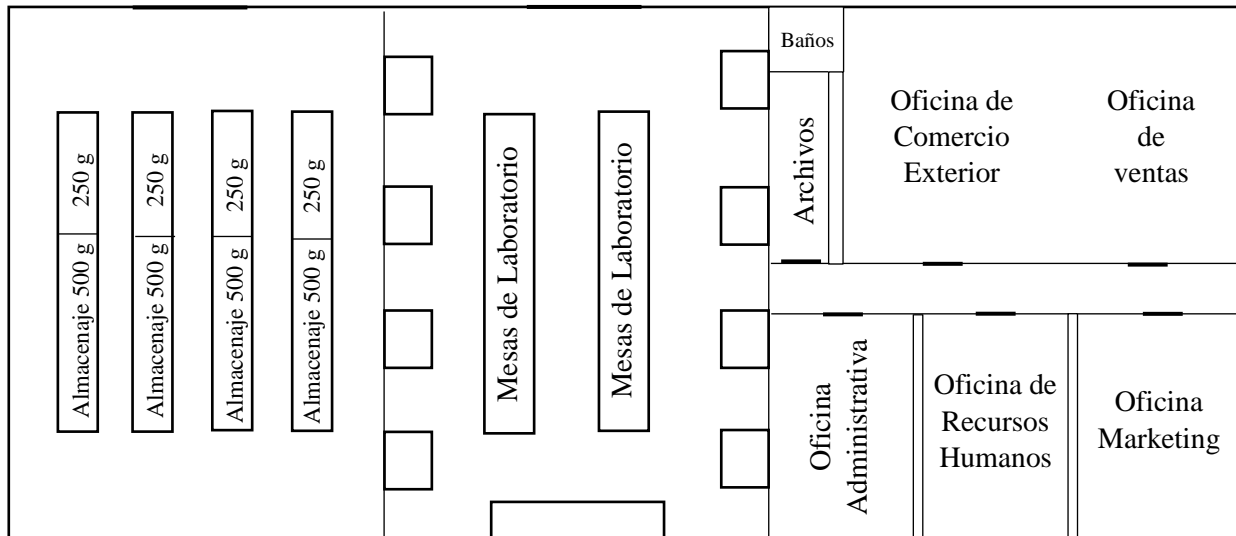 Almacenaje 500 g
250 g
Almacenaje 500 g
250 g
Almacenaje 500 g
250 g
Almacenaje 500 g
250 g
Mesas de Laboratorio
Mesas de Laboratorio
Baños
Archivos
Oficina de
Comercio
Exterior
Oficina
de
ventas
Oficina
Administrativa
Oficina de
Recursos
Humanos
Oficina
Marketing